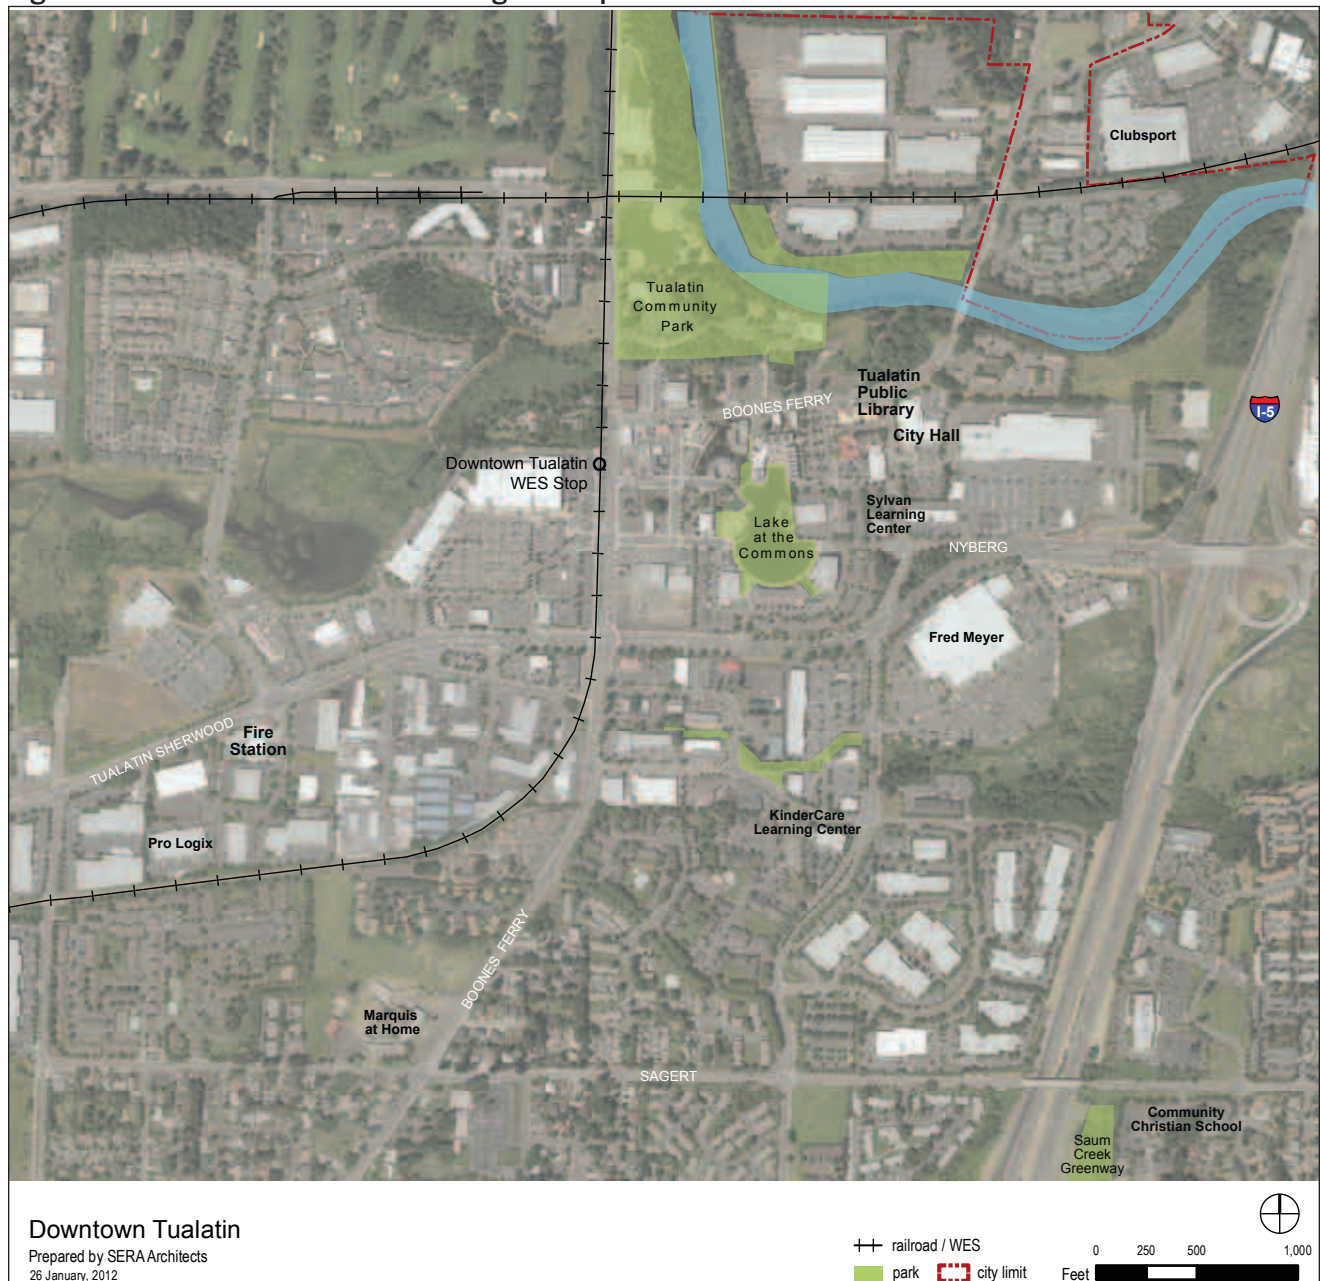 Clubsport
Tualatin
Community
Park
Tualatin
Public
Library
BOONES FERRY
City Hall
I-5
Downtown Tualatin
WES Stop
Sylvan
Learning
Center
Lake
at the
Commons
NYBERG
Fred Meyer
TUALATIN SHERWOOD
Fire
Station
KinderCare
Learning Center
Pro Logix
BOONES FERRY
Marquis
at Home
SAGERT
Community
Christian School
Saum
Creek
Greenway
Downtown Tualatin
Prepared by SERA Architects
26 January, 2012
railroad / WES
park
city limit
0 250 500 1,000
Feet